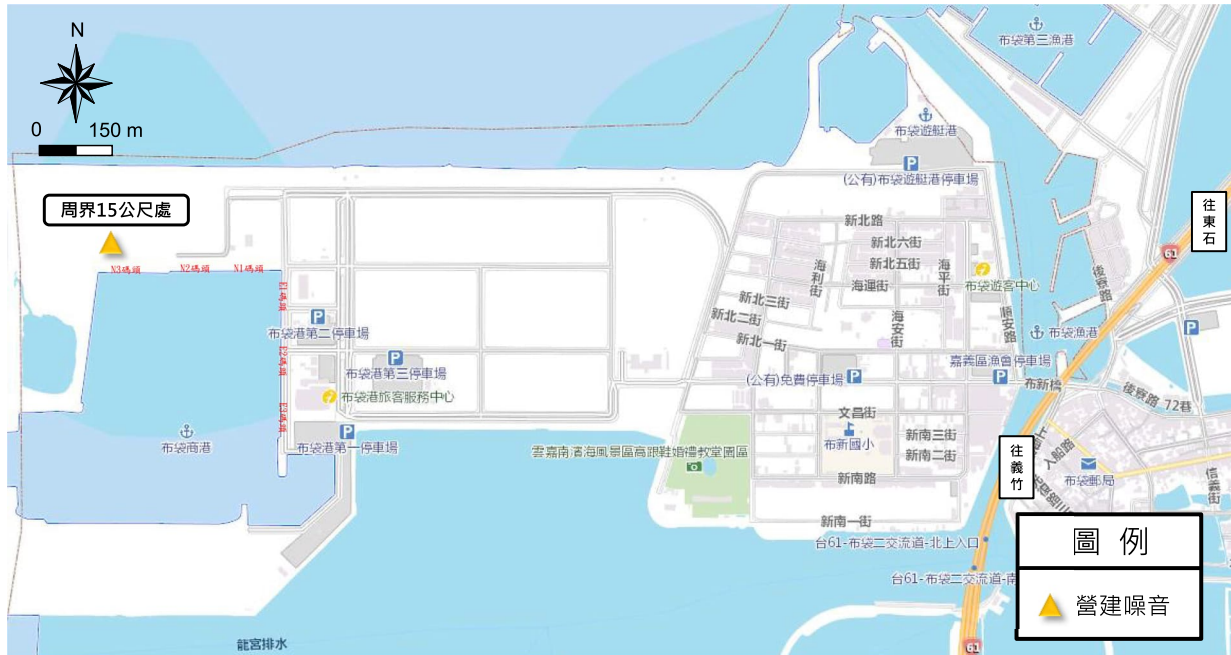 N
0 150 m
布袋第三漁港
布袋遊艇港
(公有)布袋遊艇港停車場
周界15公尺處
往東石
61
新北路
新北六街
新北五街
海運街
海利街
海平街
海安街
布袋遊客中心
後寮路
順安路
N3碼頭
N2碼頭
N1碼頭
E1碼頭
新北三街
新北二街
新北一街
布袋港第二停車場
布袋漁港
E2碼頭
布袋港第三停車場
嘉義區漁會停車場
(公有)免費停車場
布新橋
後寮路 72巷
布袋港旅客服務中心
E3碼頭
文昌街
布袋商港
布袋港第一停車場
布新國小
新南三街
新南二街
雲嘉南濱海風景區高跟鞋婚禮教堂園區
往義竹
入船路
布袋郵局
信義街
新南路
新南一街
台61-布袋二交流道-北上入口
台61-布袋二交流道-南
圖例
營建噪音
龍宮排水
61